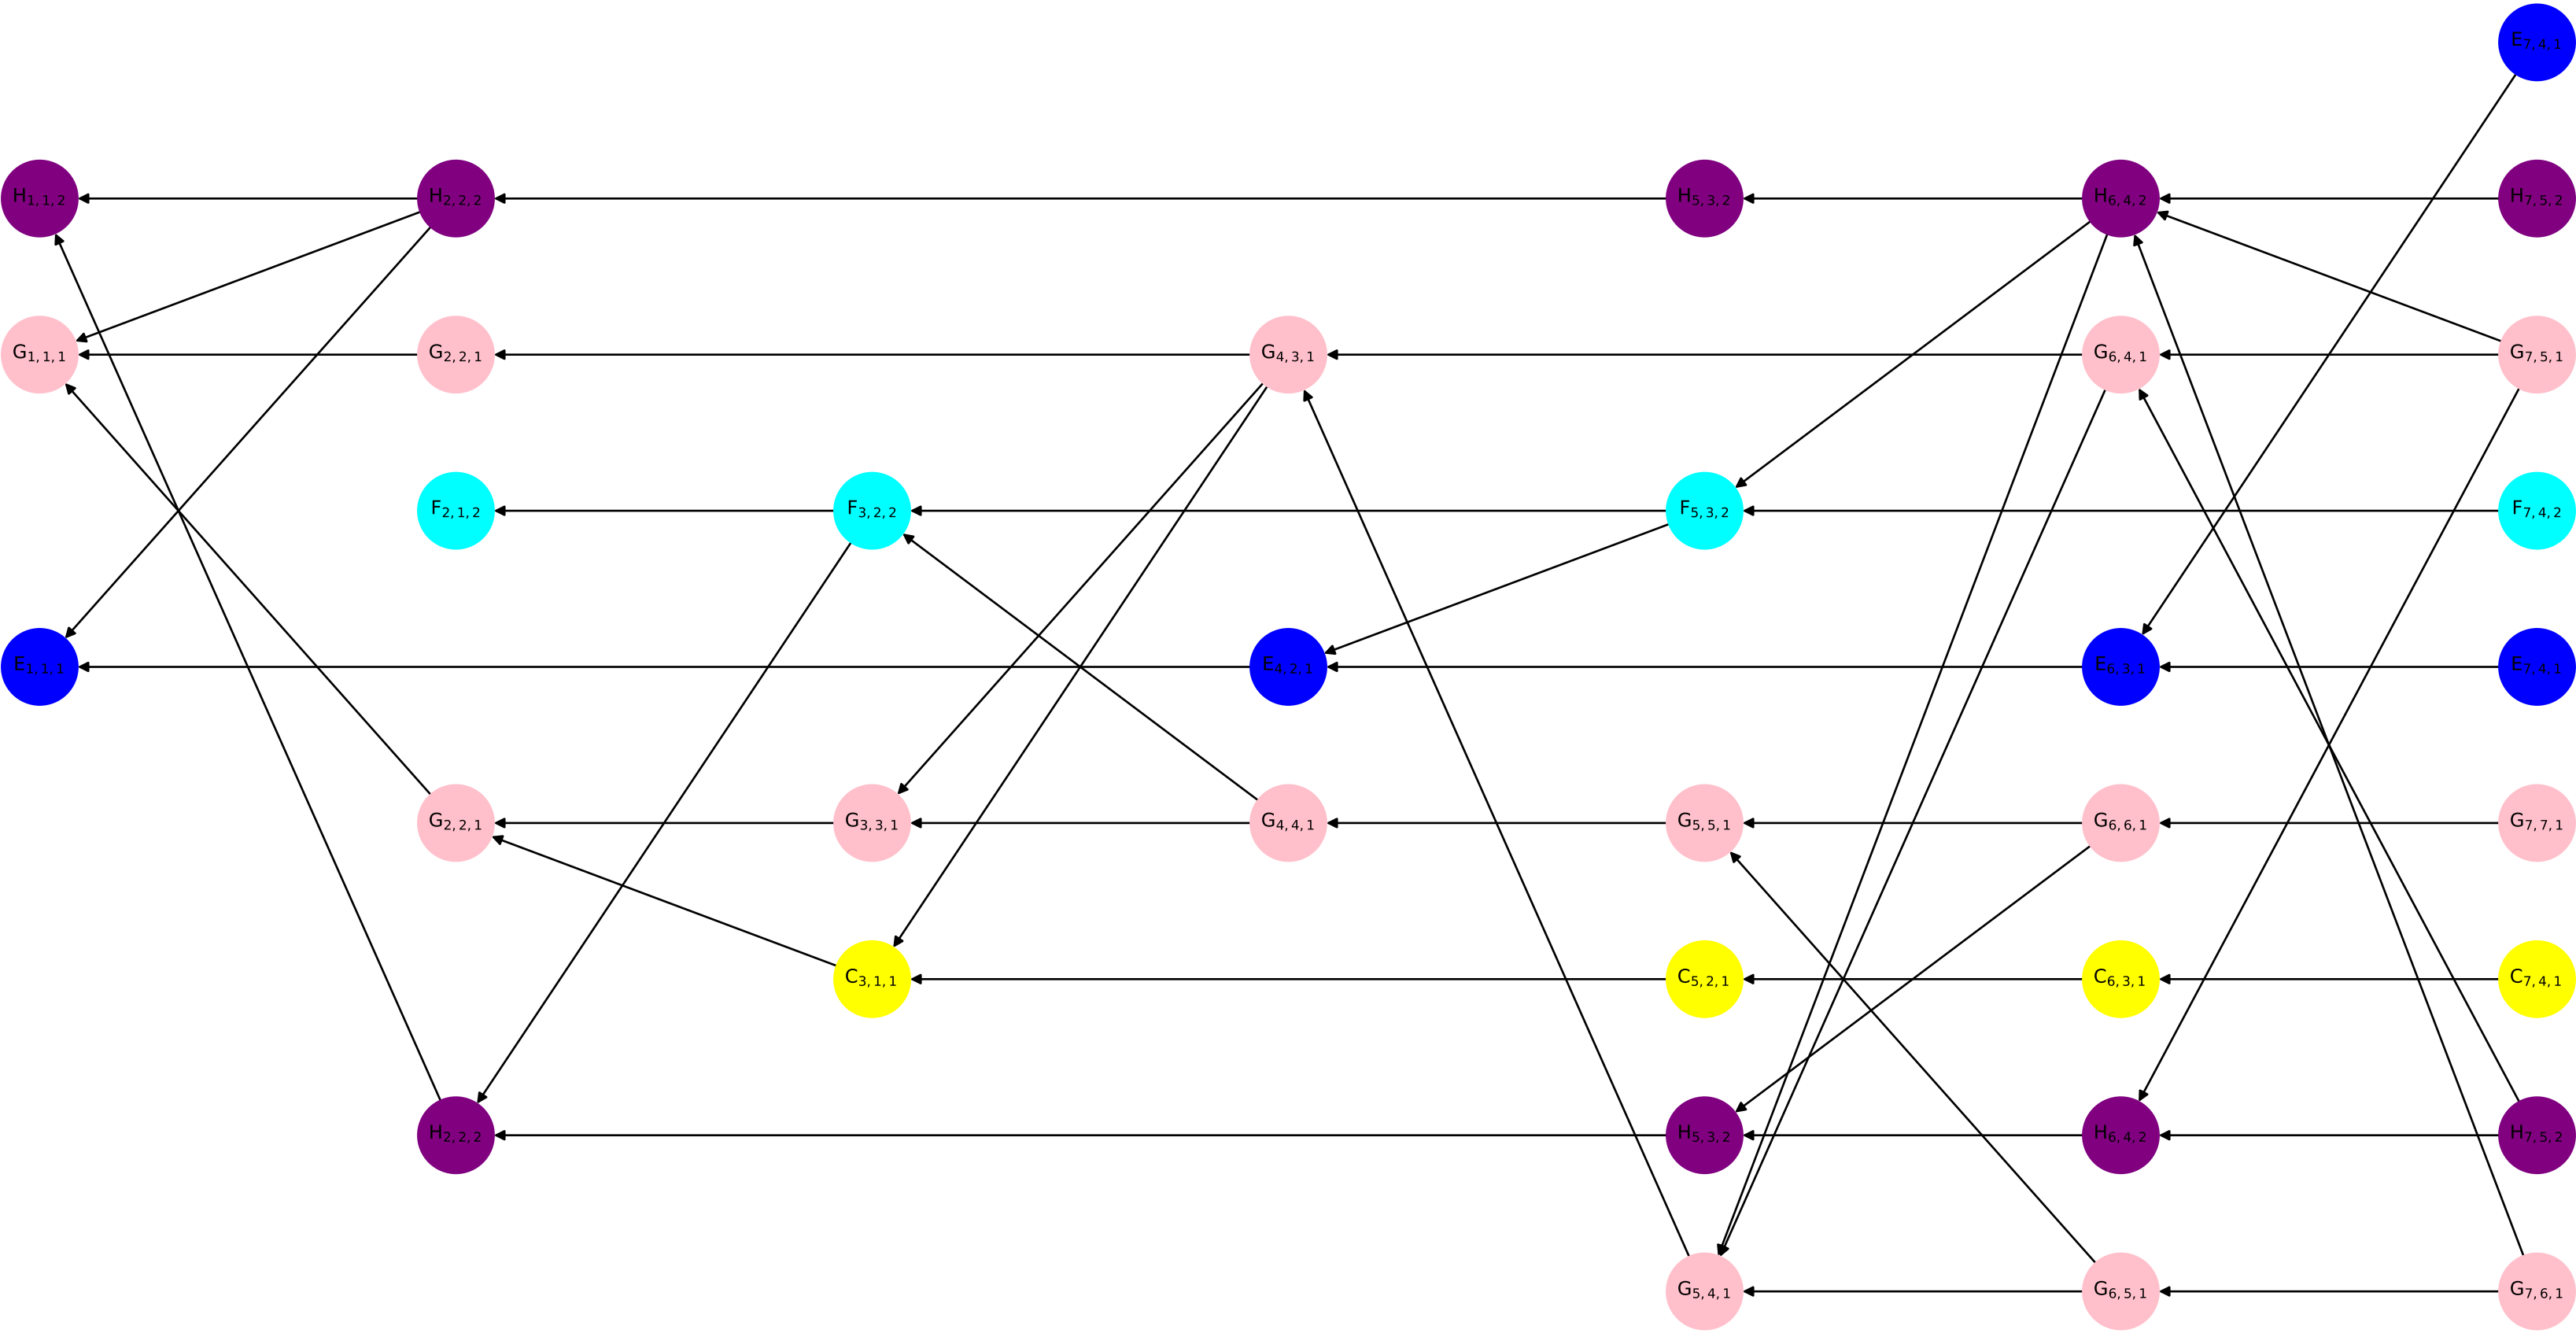 E7,4,1
H1,1,2 H2,2,2 H5,3,2 H6,4,2 H7,5,2
G1,1,1 G2,2,1 G4,3,1 G6,4,1 G7,5,1
F2,1,2 F3,2,2 F5,3,2 F7,4,2
E1,1,1 E4,2,1 E6,3,1 E7,4,1
G2,2,1 G3,3,1 G4,4,1 G5,5,1 G6,6,1 G7,7,1
C3,1,1 C5,2,1 C6,3,1 C7,4,1
H2,2,2 H5,3,2 H6,4,2 H7,5,2
G5,4,1 G6,5,1 G7,6,1